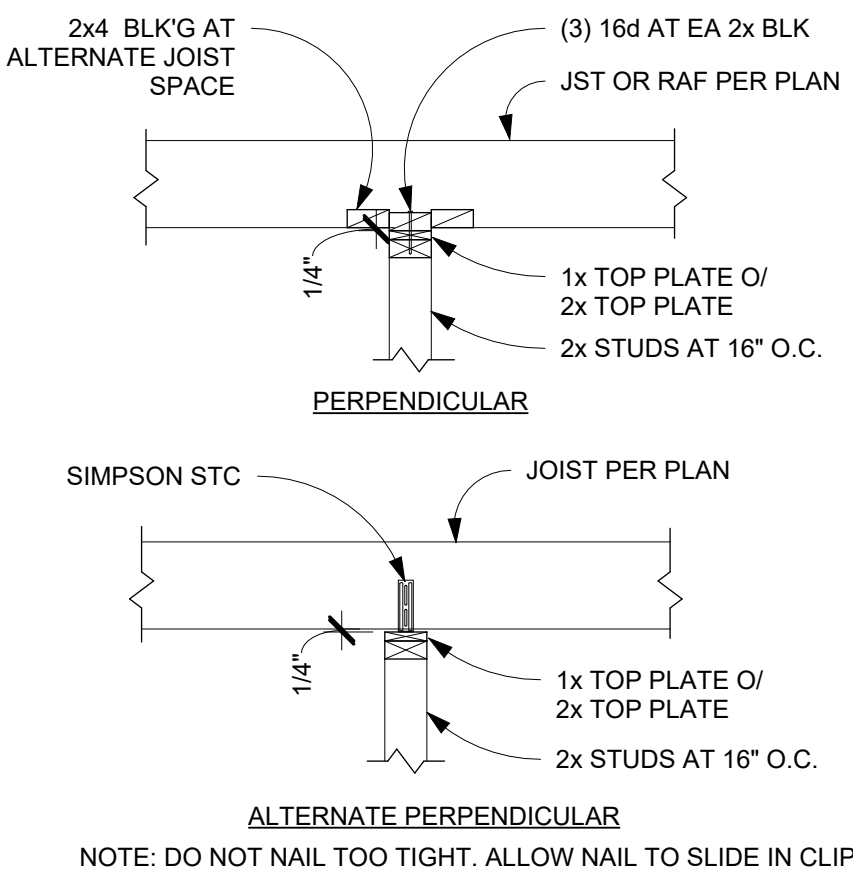 2x4 BLK'G AT
ALTERNATE JOIST
SPACE
(3) 16d AT EA 2x BLK
JST OR RAF PER PLAN
1/4"
1x TOP PLATE O/
2x TOP PLATE
2x STUDS AT 16" O.C.
PERPENDICULAR
SIMPSON STC
JOIST PER PLAN
1/4"
1x TOP PLATE O/
2x TOP PLATE
2x STUDS AT 16" O.C.
ALTERNATE PERPENDICULAR
NOTE: DO NOT NAIL TOO TIGHT. ALLOW NAIL TO SLIDE IN CLIP